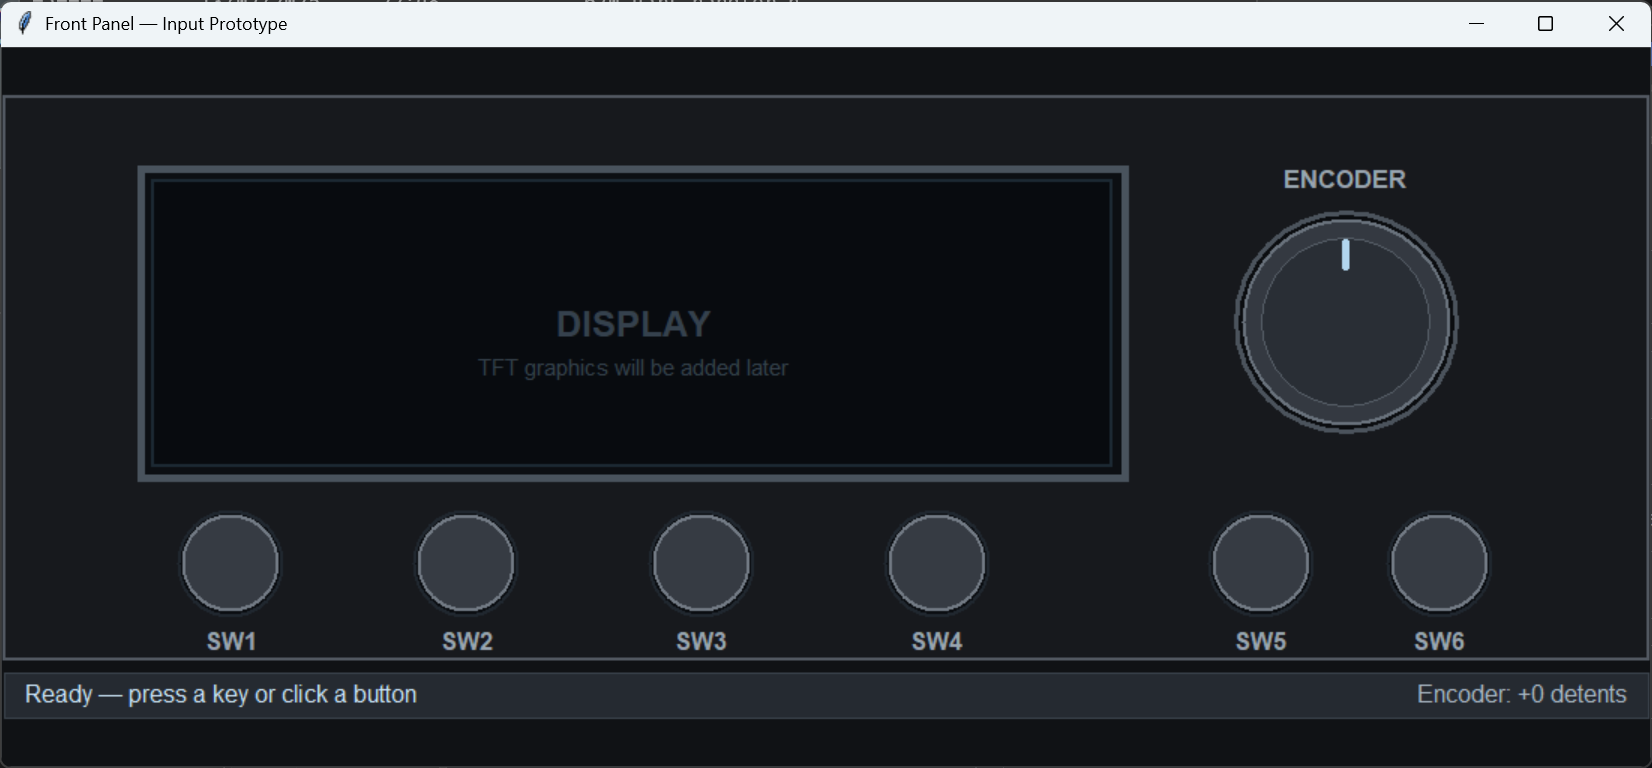 Front Panel — Input Prototype
ENCODER
DISPLAY
TFT graphics will be added later
SW1 SW2 SW3 SW4 SW5 SW6
Ready — press a key or click a button Encoder: +0 detents